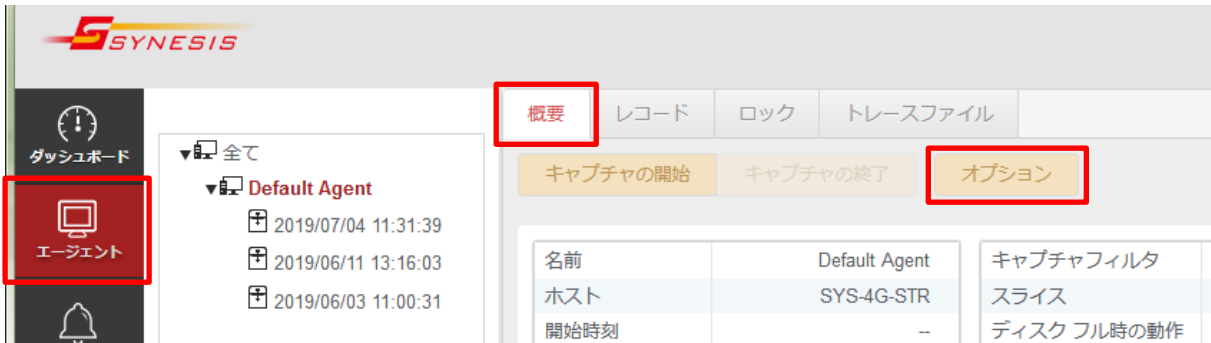 SYNESIS
ダッシュボード
エージェント
▼全て
▼Default Agent
2019/07/04 11:31:39
2019/06/11 13:16:03
2019/06/03 11:00:31
概要 レコード ロック トレースファイル
キャプチャの開始 キャプチャの終了 オプション
名前 Default Agent キャプチャフィルタ
ホスト SYS-4G-STR スライス
開始時刻 -- ディスク フル時の動作